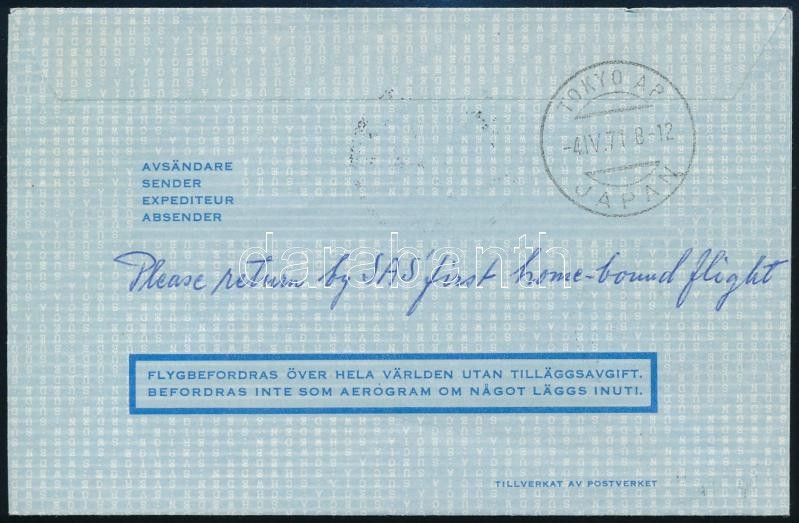 TOKYO AP
-4.IV.71 8-12
JAPAN
AVSÄNDARE
SENDER
EXPEDITEUR
ABSENDER
Please return by SAS' first home-bound flight
darabanth
FLYGBEFORDRAS ÖVER HELA VÄRLDEN UTAN TILLÄGGSAVGIFT.
BEFORDRAS INTE SOM AEROGRAM OM NÅGOT LÄGGS INUTI.
TILLVERKAT AV POSTVERKET